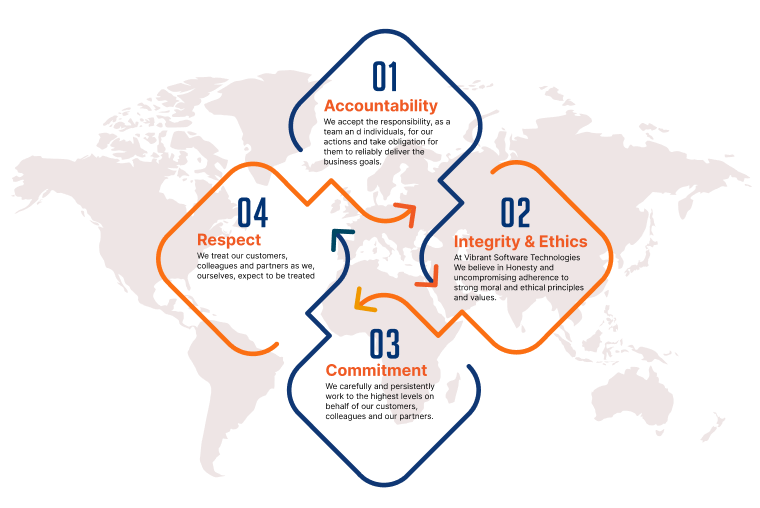 01
Accountability
We accept the responsibility, as a
team an d individuals, for our
actions and take obligation for
them to reliably deliver the
business goals.
02
Integrity & Ethics
At Vibrant Software Technologies
We believe in Honesty and
uncompromising adherence to
strong moral and ethical principles
and values.
03
Commitment
We carefully and persistently
work to the highest levels on
behalf of our customers,
colleagues and our partners.
04
Respect
We treat our customers,
colleagues and partners as we,
ourselves, expect to be treated